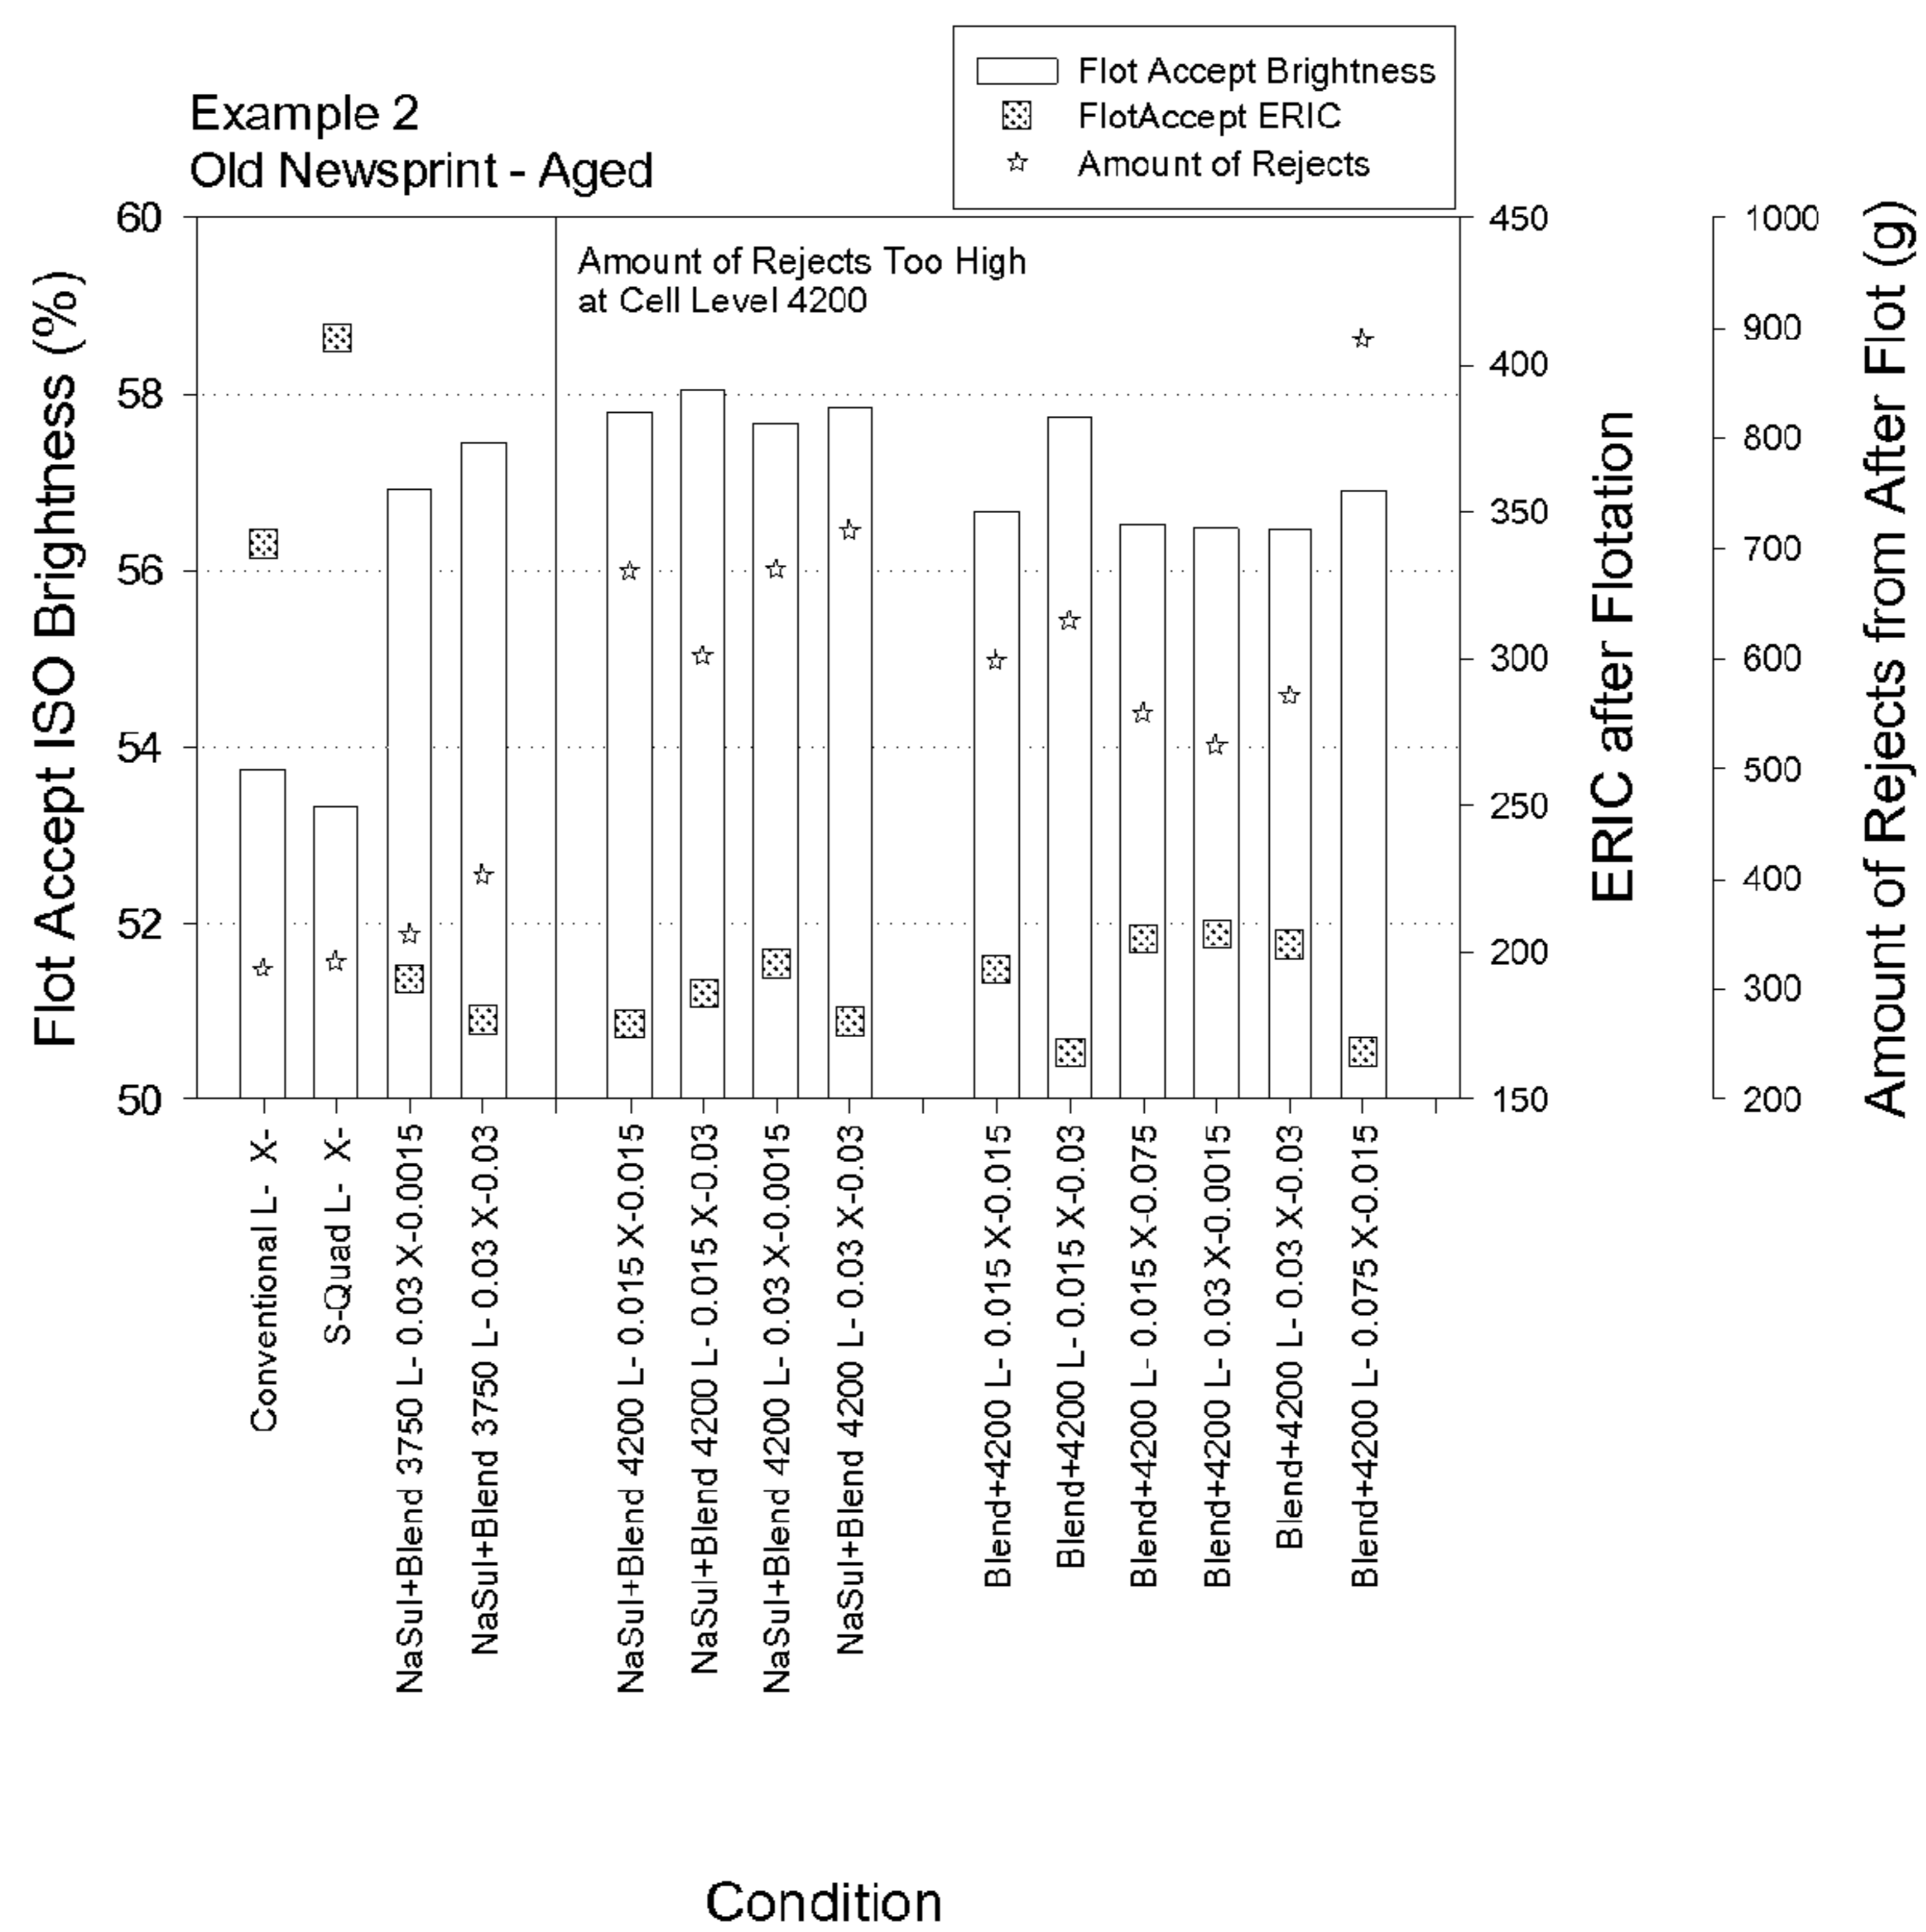 Flot Accept Brightness
FlotAccept ERIC
Amount of Rejects
Example 2
Old Newsprint - Aged
Amount of Rejects Too High
at Cell Level 4200
Flot Accept ISO Brightness (%)
60
58
56
54
52
50
450
400
350
300
250
200
150
ERIC after Flotation
1000
900
800
700
600
500
400
300
200
Amount of Rejects from After Flot (g)
Conventional L- X-
S-Quad L- X-
NaSul+Blend 3750 L- 0.03 X-0.0015
NaSul+Blend 3750 L- 0.03 X-0.03
NaSul+Blend 4200 L- 0.015 X-0.015
NaSul+Blend 4200 L- 0.015 X-0.03
NaSul+Blend 4200 L- 0.03 X-0.0015
NaSul+Blend 4200 L- 0.03 X-0.03
Blend+4200 L- 0.015 X-0.015
Blend+4200 L- 0.015 X-0.03
Blend+4200 L- 0.015 X-0.075
Blend+4200 L- 0.03 X-0.0015
Blend+4200 L- 0.03 X-0.03
Blend+4200 L- 0.075 X-0.015
Condition